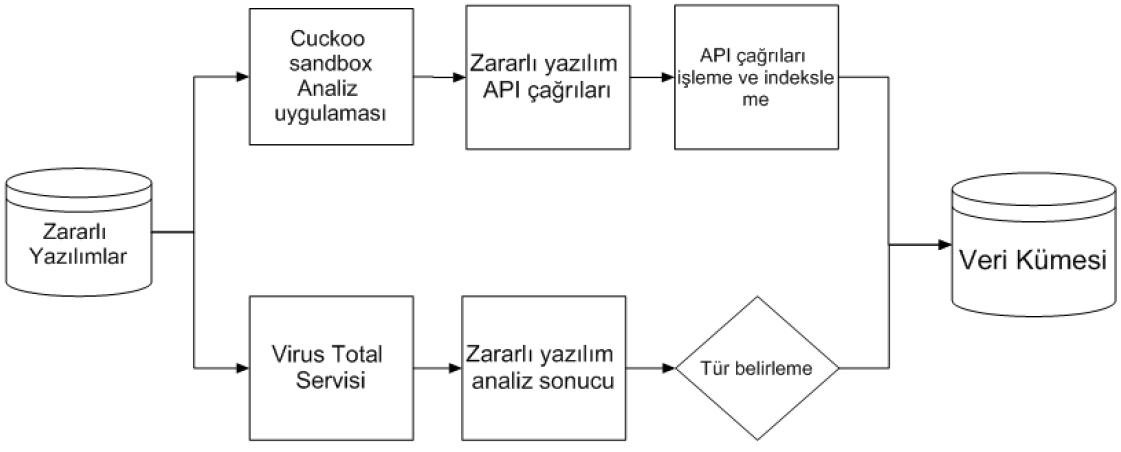 Cuckoo
sandbox
Analiz
uygulaması
Zararlı yazılım
API çağrıları
API çağrıları
işleme ve indeksle
me
Zararlı
Yazılımlar
Veri Kümesi
Virus Total
Servisi
Zararlı yazılım
analiz sonucu
Tür belirleme